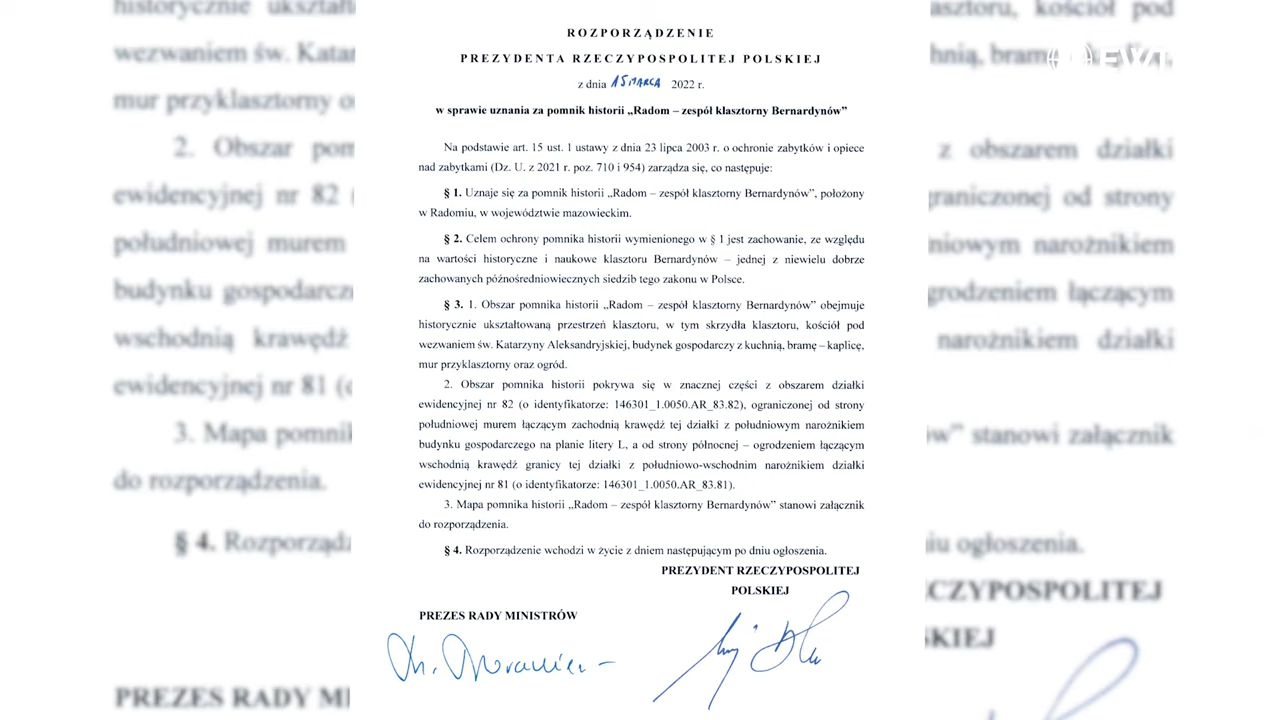 ROZPORZĄDZENIE
PREZYDENTA RZECZYPOSPOLITEJ POLSKIEJ
z dnia 15 MARCA 2022 r.
w sprawie uznania za pomnik historii „Radom – zespół klasztorny Bernardynów”
Na podstawie art. 15 ust. 1 ustawy z dnia 23 lipca 2003 r. o ochronie zabytków i opiece
nad zabytkami (Dz. U. z 2021 r. poz. 710 i 954) zarządza się, co następuje:
§ 1. Uznaje się za pomnik historii „Radom – zespół klasztorny Bernardynów”, położony
w Radomiu, w województwie mazowieckim.
§ 2. Celem ochrony pomnika historii wymienionego w § 1 jest zachowanie, ze względu
na wartości historyczne i naukowe klasztoru Bernardynów – jednej z niewielu dobrze
zachowanych późnośredniowiecznych siedzib tego zakonu w Polsce.
§ 3. 1. Obszar pomnika historii „Radom – zespół klasztorny Bernardynów” obejmuje
historycznie ukształtowaną przestrzeń klasztoru, w tym skrzydła klasztoru, kościół pod
wezwaniem św. Katarzyny Aleksandryjskiej, budynek gospodarczy z kuchnią, bramę – kaplicę,
mur przyklasztorny oraz ogród.
2. Obszar pomnika historii pokrywa się w znacznej części z obszarem działki
ewidencyjnej nr 82 (o identyfikatorze: 146301_1.0050.AR_83.82), ograniczonej od strony
południowej murem łączącym zachodnią krawędź tej działki z południowym narożnikiem
budynku gospodarczego na planie litery L, a od strony północnej – ogrodzeniem łączącym
wschodnią krawędź granicy tej działki z południowo-wschodnim narożnikiem działki
ewidencyjnej nr 81 (o identyfikatorze: 146301_1.0050.AR_83.81).
3. Mapa pomnika historii „Radom – zespół klasztorny Bernardynów” stanowi załącznik
do rozporządzenia.
§ 4. Rozporządzenie wchodzi w życie z dniem następującym po dniu ogłoszenia.
PREZYDENT RZECZYPOSPOLITEJ
POLSKIEJ
PREZES RADY MINISTRÓW